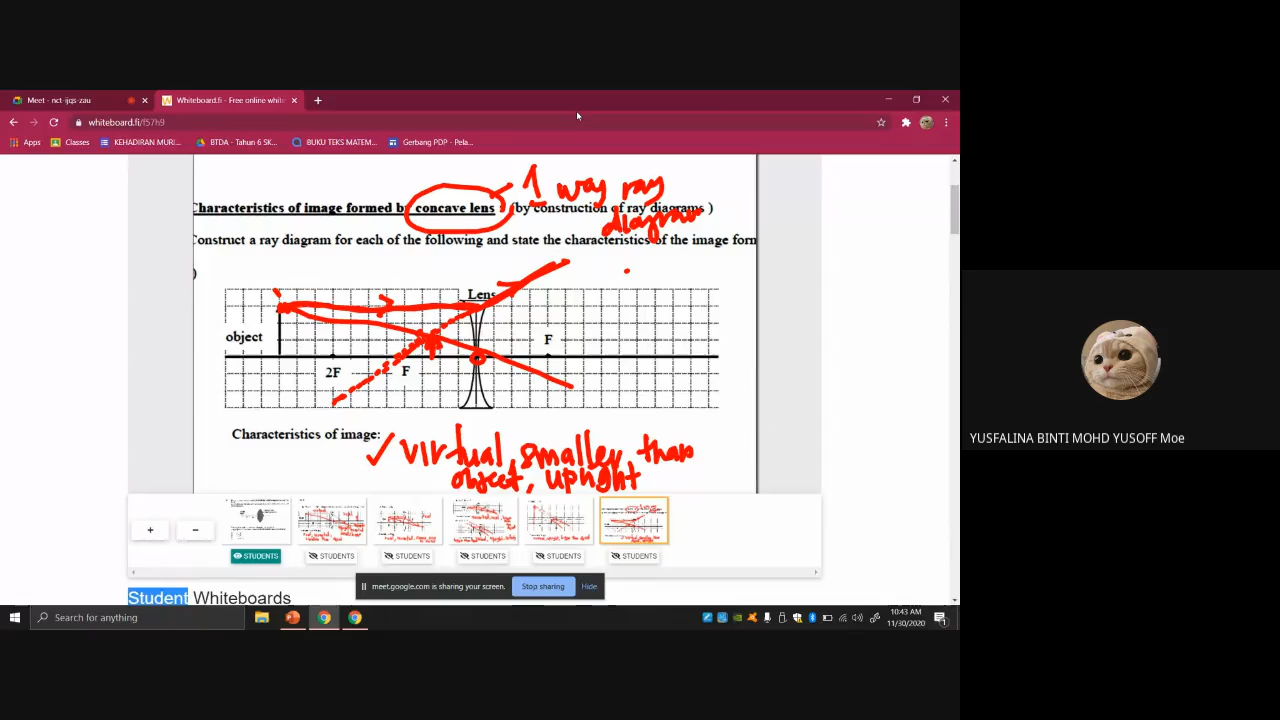 Meet - nct-ijqs-zau
Whiteboard.fi - Free online white
whiteboard.fi/f57h9
Apps Classes KEHADIRAN MURI... BTDA - Tahun 6 SK... BUKU TEKS MATEM... Gerbang PDP - Pela...
1 way ray
diagram
Characteristics of image formed by concave lens : (by construction of ray diagrams )
Construct a ray diagram for each of the following and state the characteristics of the image form
)
Lens
object
F
2F
F
Characteristics of image:
✓ virtual, smaller than
object, upright
+ -
STUDENTS STUDENTS STUDENTS STUDENTS STUDENTS STUDENTS
meet.google.com is sharing your screen. Stop sharing Hide
Student Whiteboards
Search for anything
10:43 AM
11/30/2020
YUSFALINA BINTI MOHD YUSOFF Moe